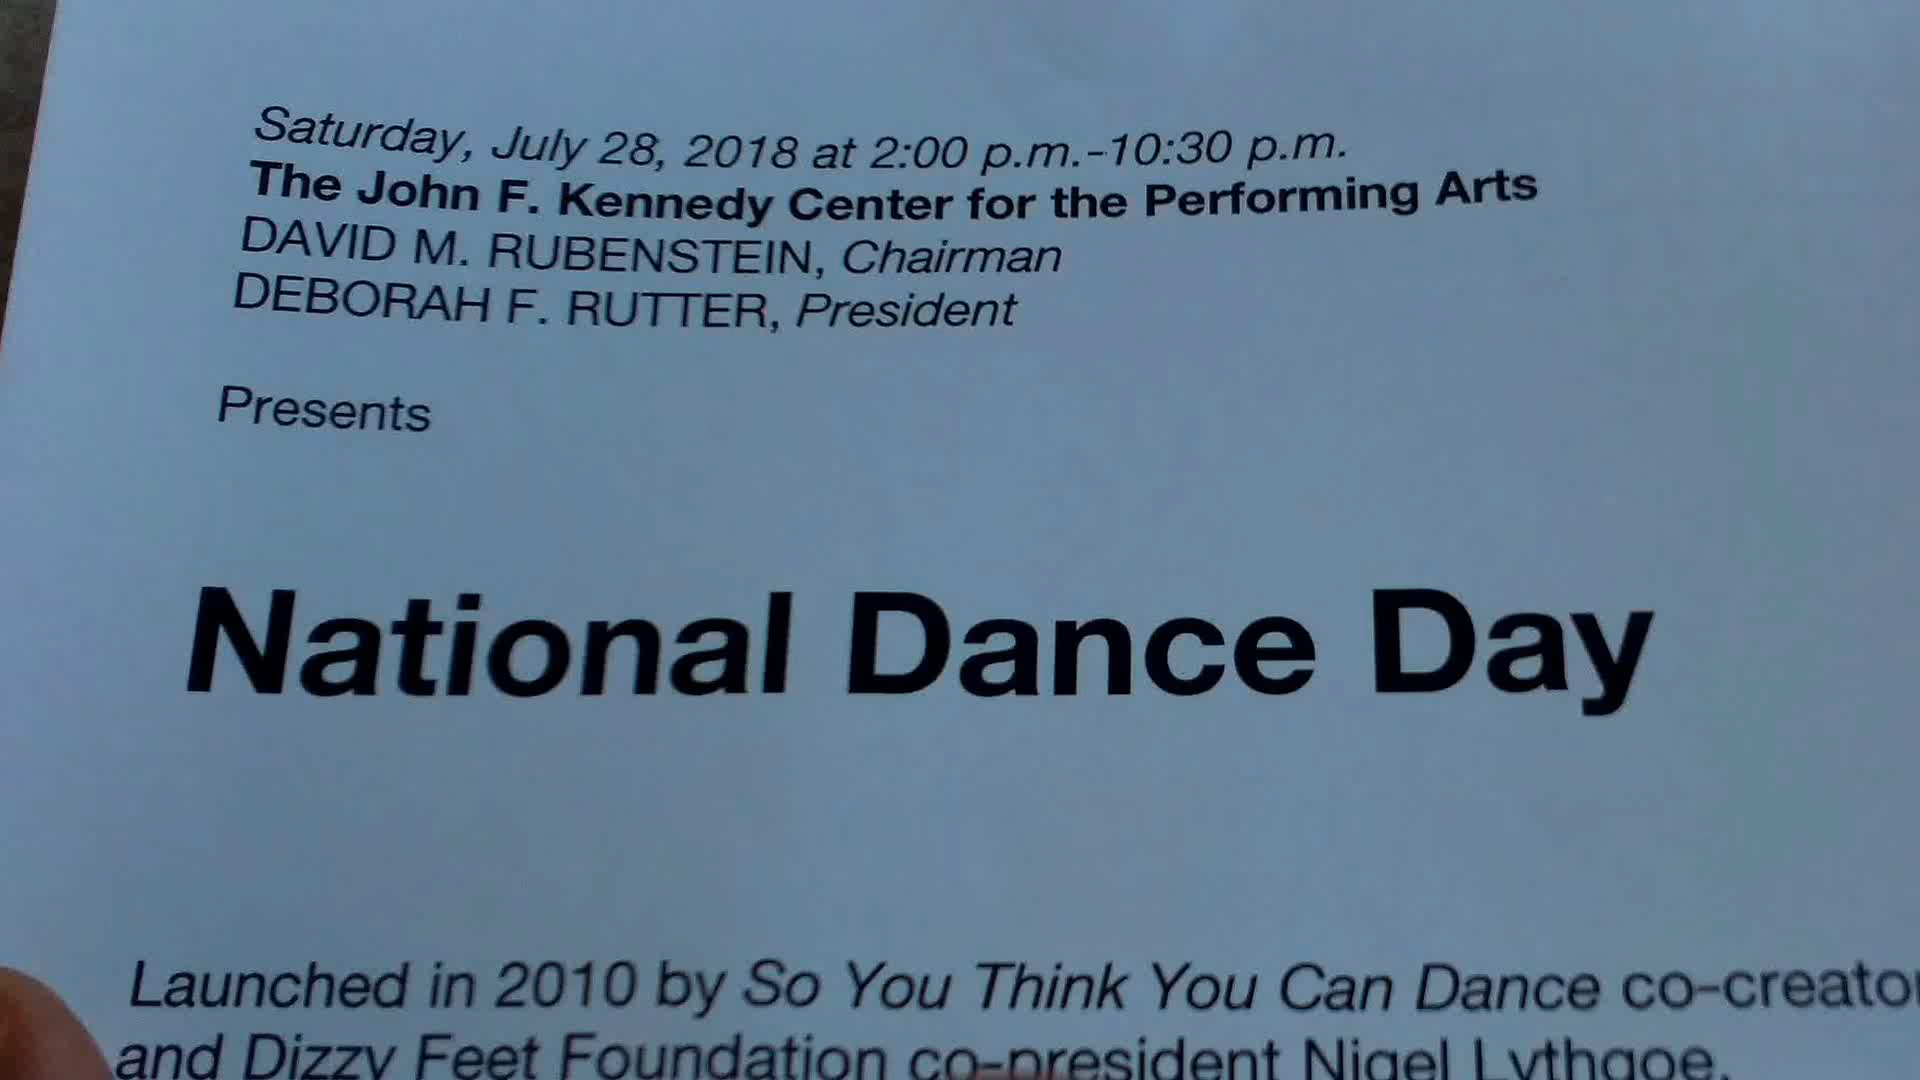 Saturday, July 28, 2018 at 2:00 p.m.-10:30 p.m.
The John F. Kennedy Center for the Performing Arts
DAVID M. RUBENSTEIN, Chairman
DEBORAH F. RUTTER, President
Presents
National Dance Day
Launched in 2010 by So You Think You Can Dance co-creator
and Dizzy Feet Foundation co-president Nigel Lythgoe,